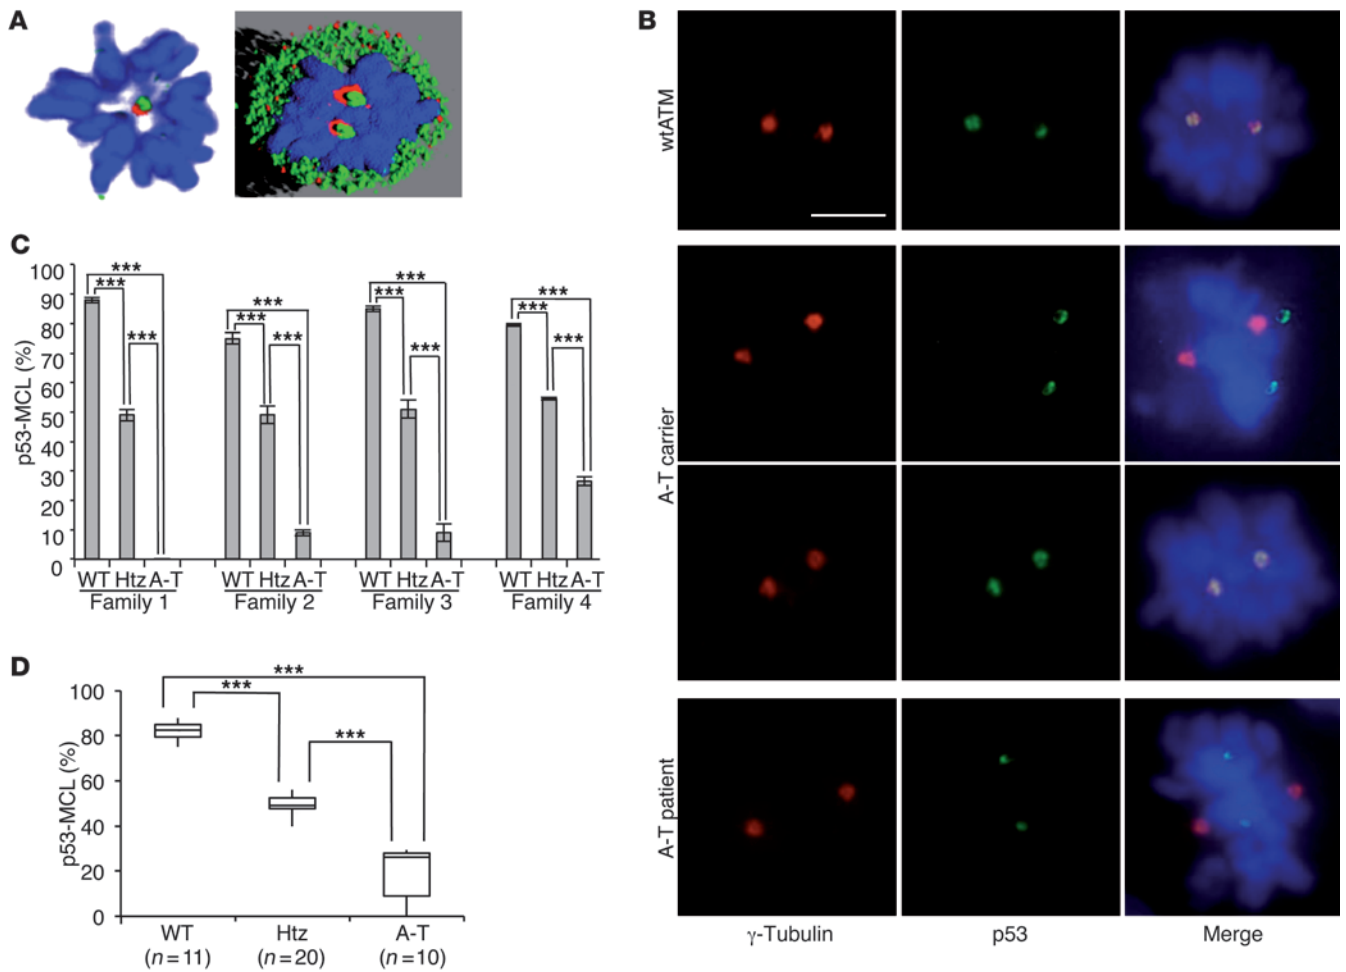 A
B
wtATM
A-T carrier
A-T patient
γ-Tubulin p53 Merge
C
p53-MCL (%)
100
90
80
70
60
50
40
30
20
10
0
*** *** ***
*** *** ***
*** *** ***
*** *** ***
WT Htz A-T WT Htz A-T WT Htz A-T WT Htz A-T
Family 1 Family 2 Family 3 Family 4
D
p53-MCL (%)
100
80
60
40
20
0
***
***
***
WT Htz A-T
(n=11) (n=20) (n=10)